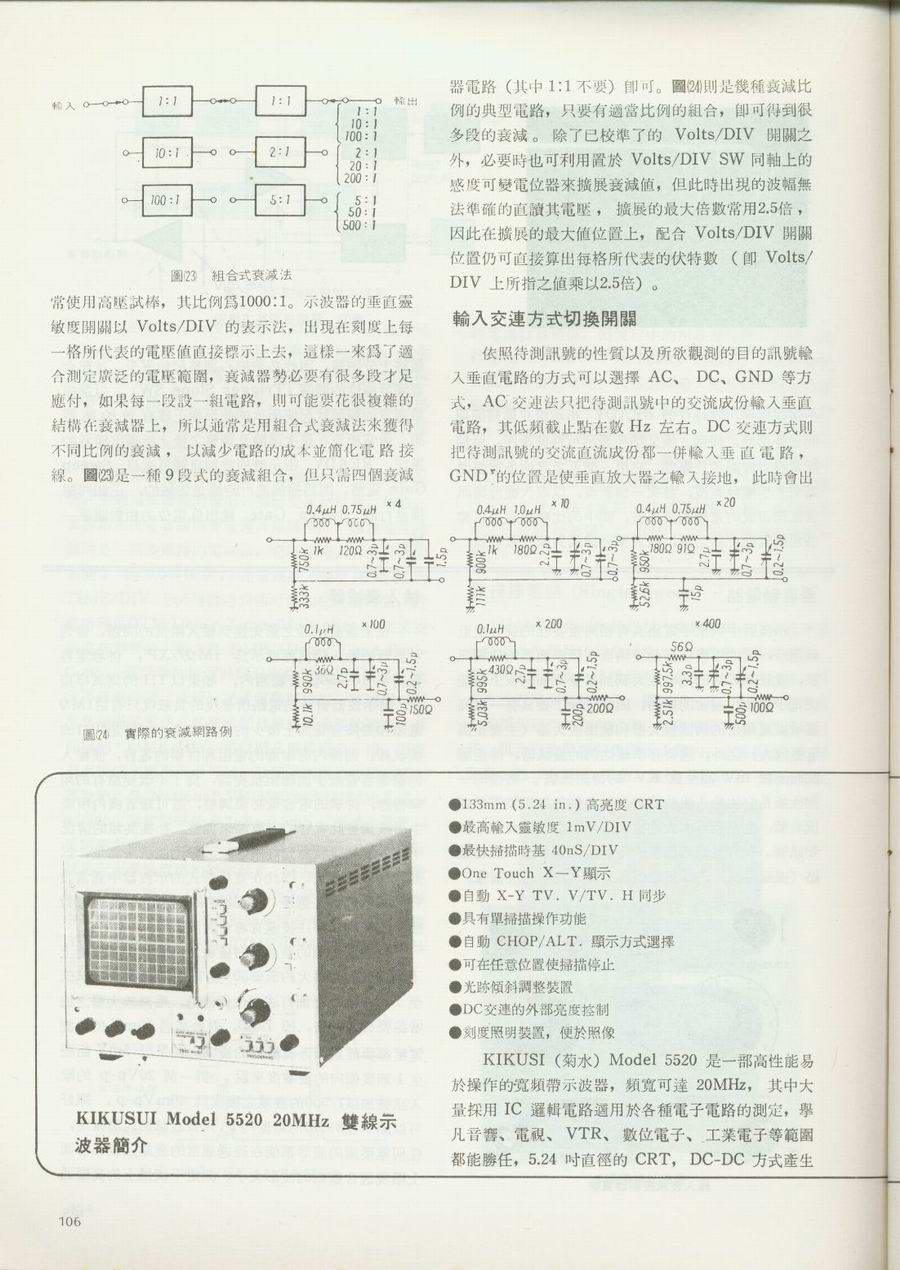 輸入
1:1
1:1
輸出
1:1
10:1
100:1
10:1
2:1
2:1
20:1
200:1
100:1
5:1
5:1
50:1
500:1
圖(23) 組合式衰減法
常使用高壓試棒，其比例爲1000:1。示波器的垂直靈
敏度開關以 Volts/DIV 的表示法，出現在刻度上每
一格所代表的電壓値直接標示上去，這樣一來爲了適
合測定廣泛的電壓範圍，衰減器勢必要有很多段才足
應付，如果每一段設一組電路，則可能要花很複雜的
結構在衰減器上，所以通常是用組合式衰減法來獲得
不同比例的衰減，以減少電路的成本並簡化電路接
線。圖(23)是一種9段式的衰減組合，但只需四個衰減
器電路（其中1:1不要）卽可。圖(24)則是幾種衰減比
例的典型電路，只要有適當比例的組合，卽可得到很
多段的衰減。除了已校準了的 Volts/DIV 開關之
外，必要時也可利用置於 Volts/DIV SW 同軸上的
感度可變電位器來擴展衰減値，但此時出現的波幅無
法準確的直讀其電壓，擴展的最大倍數常用2.5倍，
因此在擴展的最大値位置上，配合 Volts/DIV 開關
位置仍可直接算出每格所代表的伏特數（卽 Volts/
DIV 上所指之値乘以2.5倍）。
輸入交連方式切換開關
依照待測訊號的性質以及所欲觀測的目的訊號輸
入垂直電路的方式可以選擇 AC、 DC、GND 等方
式，AC 交連法只把待測訊號中的交流成份輸入垂直
電路，其低頻截止點在數 Hz 左右。DC 交連方式則
把待測訊號的交流直流成份都一併輸入垂直電路，
GND 的位置是使垂直放大器之輸入接地，此時會出
0.4μH 0.75μH ×4
1k 120Ω
750k
333k
0.7~3p
0.7~3p
1.5p
0.4μH 1.0μH ×10
1k 180Ω
900k
111k
2.2p
0.7~3p
0.7~3p
0.4μH 0.75μH ×20
180Ω 91Ω
950k
52.6k
0.7~3p
0.2~1.5p
15p
0.1μH ×100
36Ω
990k
10.1k
2.7p
0.7~3p
0.2~1.5p
100p
150Ω
0.1μH ×200
430Ω
995k
5.03k
2.7p
0.7~3p
0.2~1.5p
200p
200Ω
×400
56Ω
997.5k
2.51k
3.3p
0.7~3p
0.2~1.5p
500p
100Ω
圖(24) 實際的衰減網路例
KIKUSUI Model 5520 20MHz 雙線示
波器簡介
●133mm (5.24 in.) 高亮度 CRT
●最高輸入靈敏度 1mV/DIV
●最快掃描時基 40nS/DIV
●One Touch X—Y顯示
●自動 X-Y TV. V/TV. H 同步
●具有單掃描操作功能
●自動 CHOP/ALT. 顯示方式選擇
●可在任意位置使掃描停止
●光跡傾斜調整裝置
●DC交連的外部亮度控制
●刻度照明裝置，便於照像
KIKUSI（菊水）Model 5520 是一部高性能易
於操作的寬頻帶示波器，頻寬可達 20MHz，其中大
量採用 IC 邏輯電路適用於各種電子電路的測定，擧
凡音響、電視、VTR、數位電子、工業電子等範圍
都能勝任，5.24 吋直徑的 CRT， DC-DC 方式產生
106